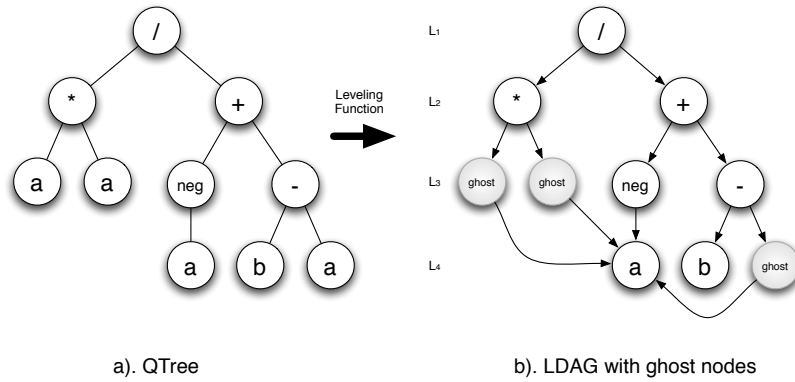 /
L1
/
*
+
Leveling
Function
L2
*
+
a
a
neg
-
L3
ghost
ghost
neg
-
a
b
a
L4
a
b
ghost
a). QTree
b). LDAG with ghost nodes